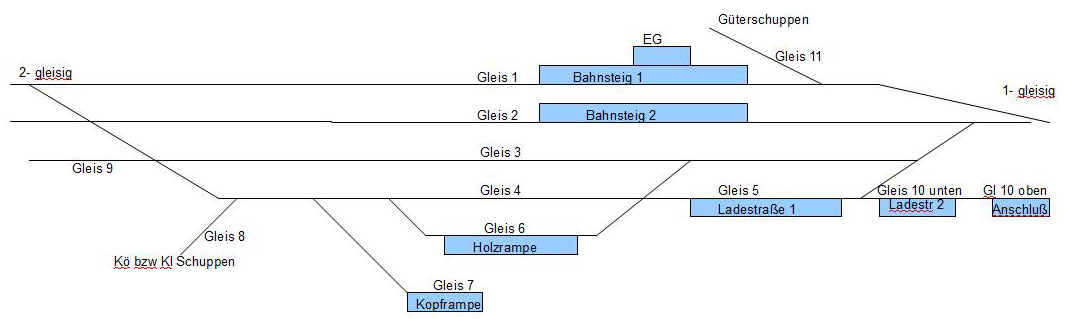 Güterschuppen
EG
Gleis 11
2- gleisig
Gleis 1
Bahnsteig 1
1- gleisig
Gleis 2
Bahnsteig 2
Gleis 3
Gleis 9
Gleis 4
Gleis 5
Gleis 10 unten
Gl 10 oben
Ladestraße 1
Ladestr 2
Anschluß
Gleis 8
Gleis 6
Holzrampe
Kö bzw Kl Schuppen
Gleis 7
Kopframpe